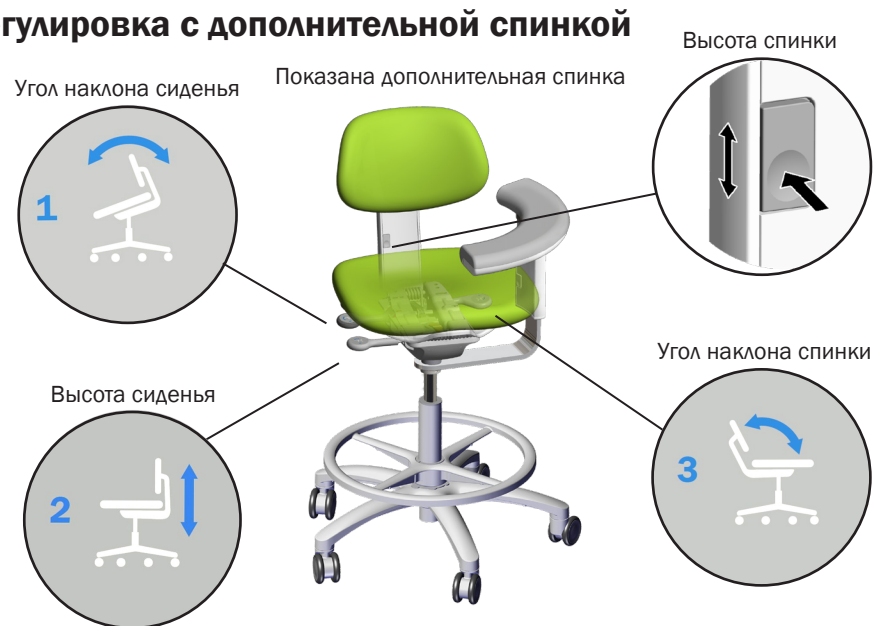 гулировка с дополнительной спинкой
Высота спинки
Показана дополнительная спинка
Угол наклона сиденья
1
Угол наклона спинки
Высота сиденья
3
2